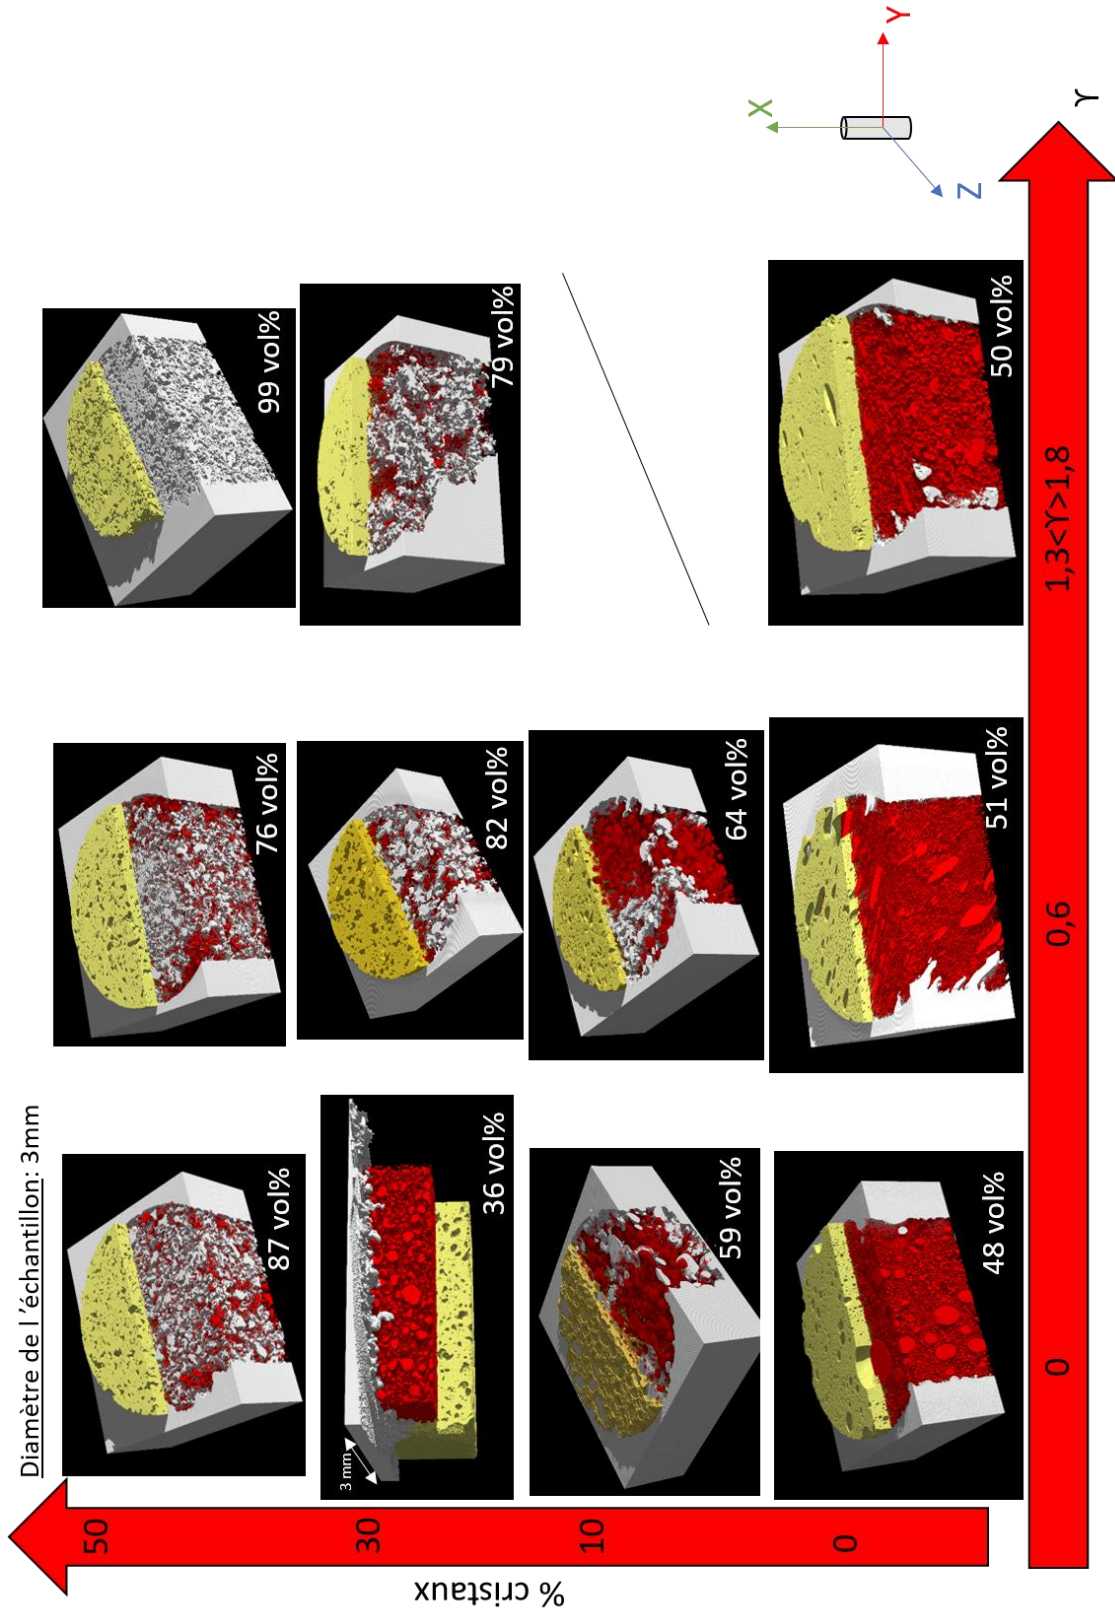 Diamètre de l'échantillon: 3mm
% cristaux
50
87 vol%
76 vol%
99 vol%
30
3 mm
36 vol%
82 vol%
79 vol%
10
59 vol%
64 vol%
0
48 vol%
51 vol%
50 vol%
0
0,6
1,3<ϒ>1,8
ϒ
X
Y
Z